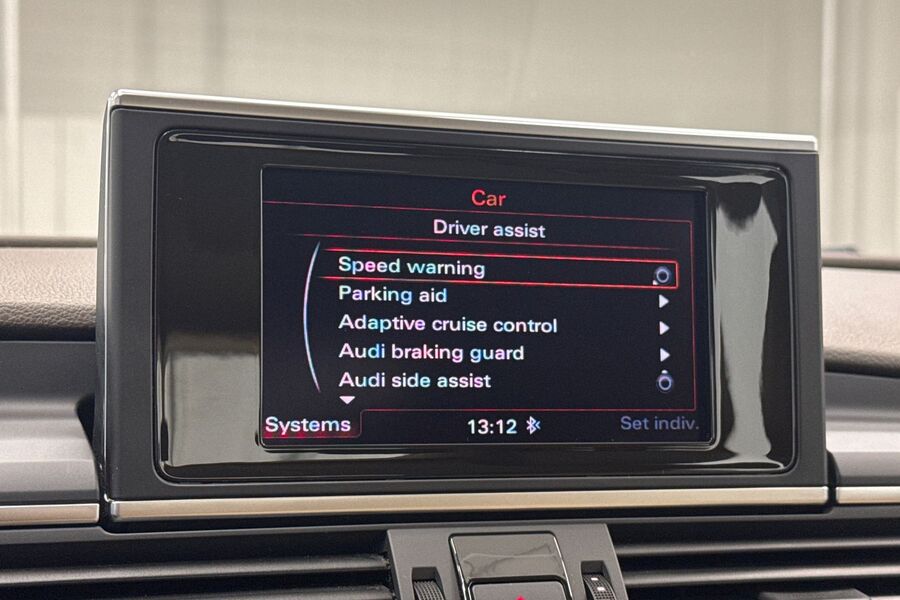 Car
Driver assist
Speed warning
Parking aid
Adaptive cruise control
Audi braking guard
Audi side assist
Systems 13:12 Set indiv.